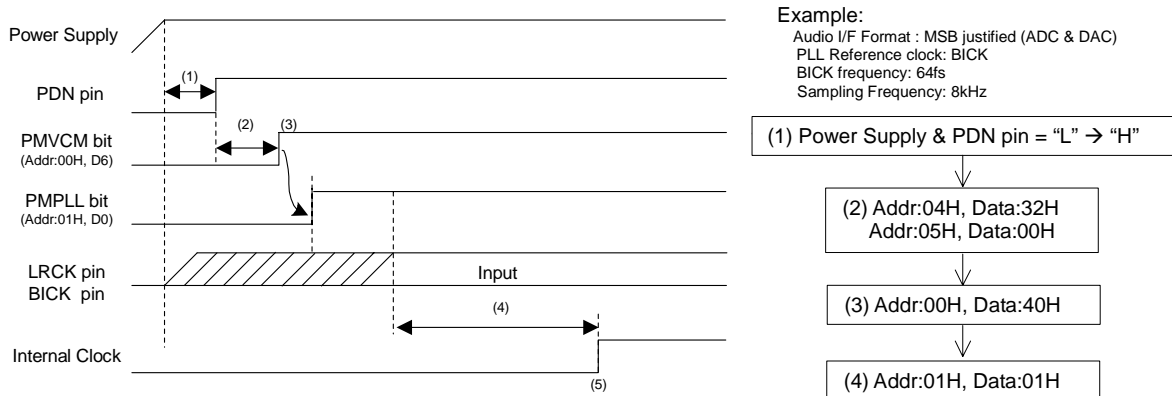 Power Supply
(1)
PDN pin
(2)
(3)
PMVCM bit
(Addr:00H, D6)
PMPLL bit
(Addr:01H, D0)
LRCK pin
BICK pin
Input
(4)
Internal Clock
(5)
Example:
Audio I/F Format : MSB justified (ADC & DAC)
PLL Reference clock: BICK
BICK frequency: 64fs
Sampling Frequency: 8kHz
(1) Power Supply & PDN pin = “L” → “H”
(2) Addr:04H, Data:32H
Addr:05H, Data:00H
(3) Addr:00H, Data:40H
(4) Addr:01H, Data:01H